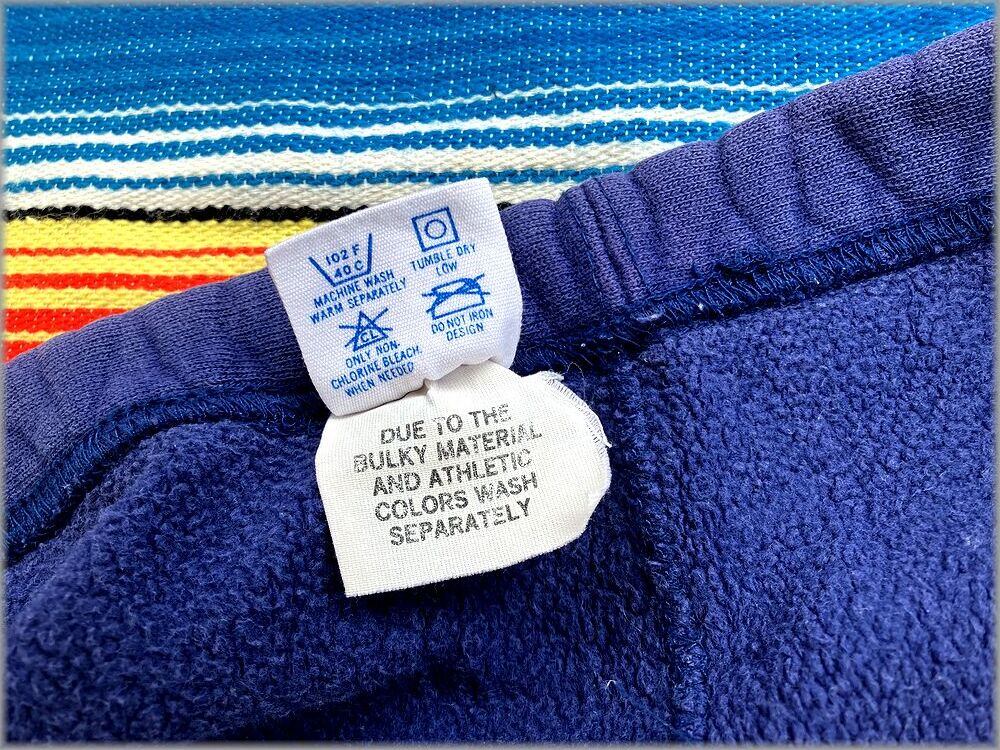 102 F
40 C
MACHINE WASH
WARM SEPARATELY
TUMBLE DRY
LOW
CL
ONLY NON-
CHLORINE BLEACH.
WHEN NEEDED
DO NOT IRON
DESIGN
DUE TO THE
BULKY MATERIAL
AND ATHLETIC
COLORS WASH
SEPARATELY